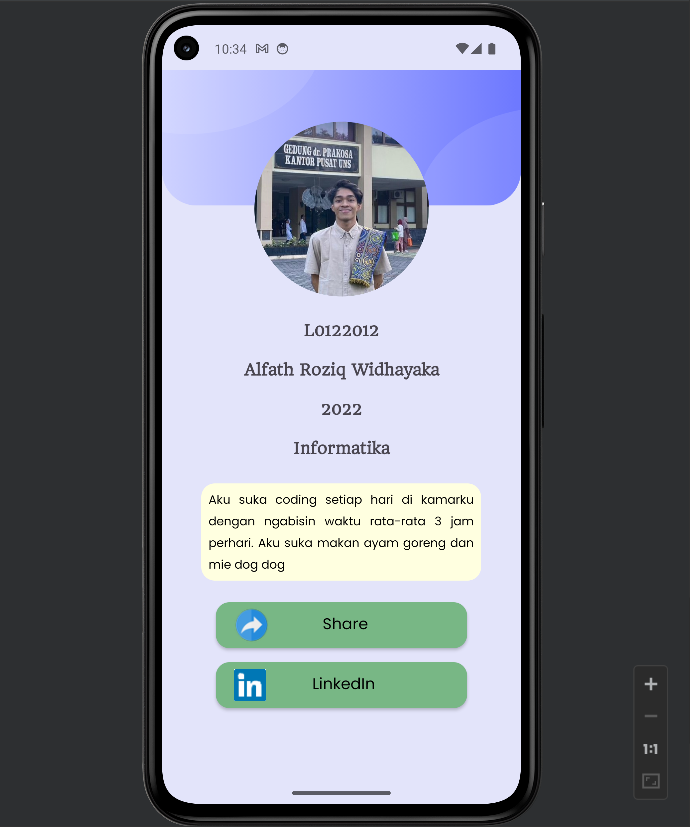 10:34
GEDUNG dr. PRAKOSA
KANTOR PUSAT UNS
L0122012
Alfath Roziq Widhayaka
2022
Informatika
Aku suka coding setiap hari di kamarku
dengan ngabisin waktu rata-rata 3 jam
perhari. Aku suka makan ayam goreng dan
mie dog dog
Share
in
LinkedIn
1:1